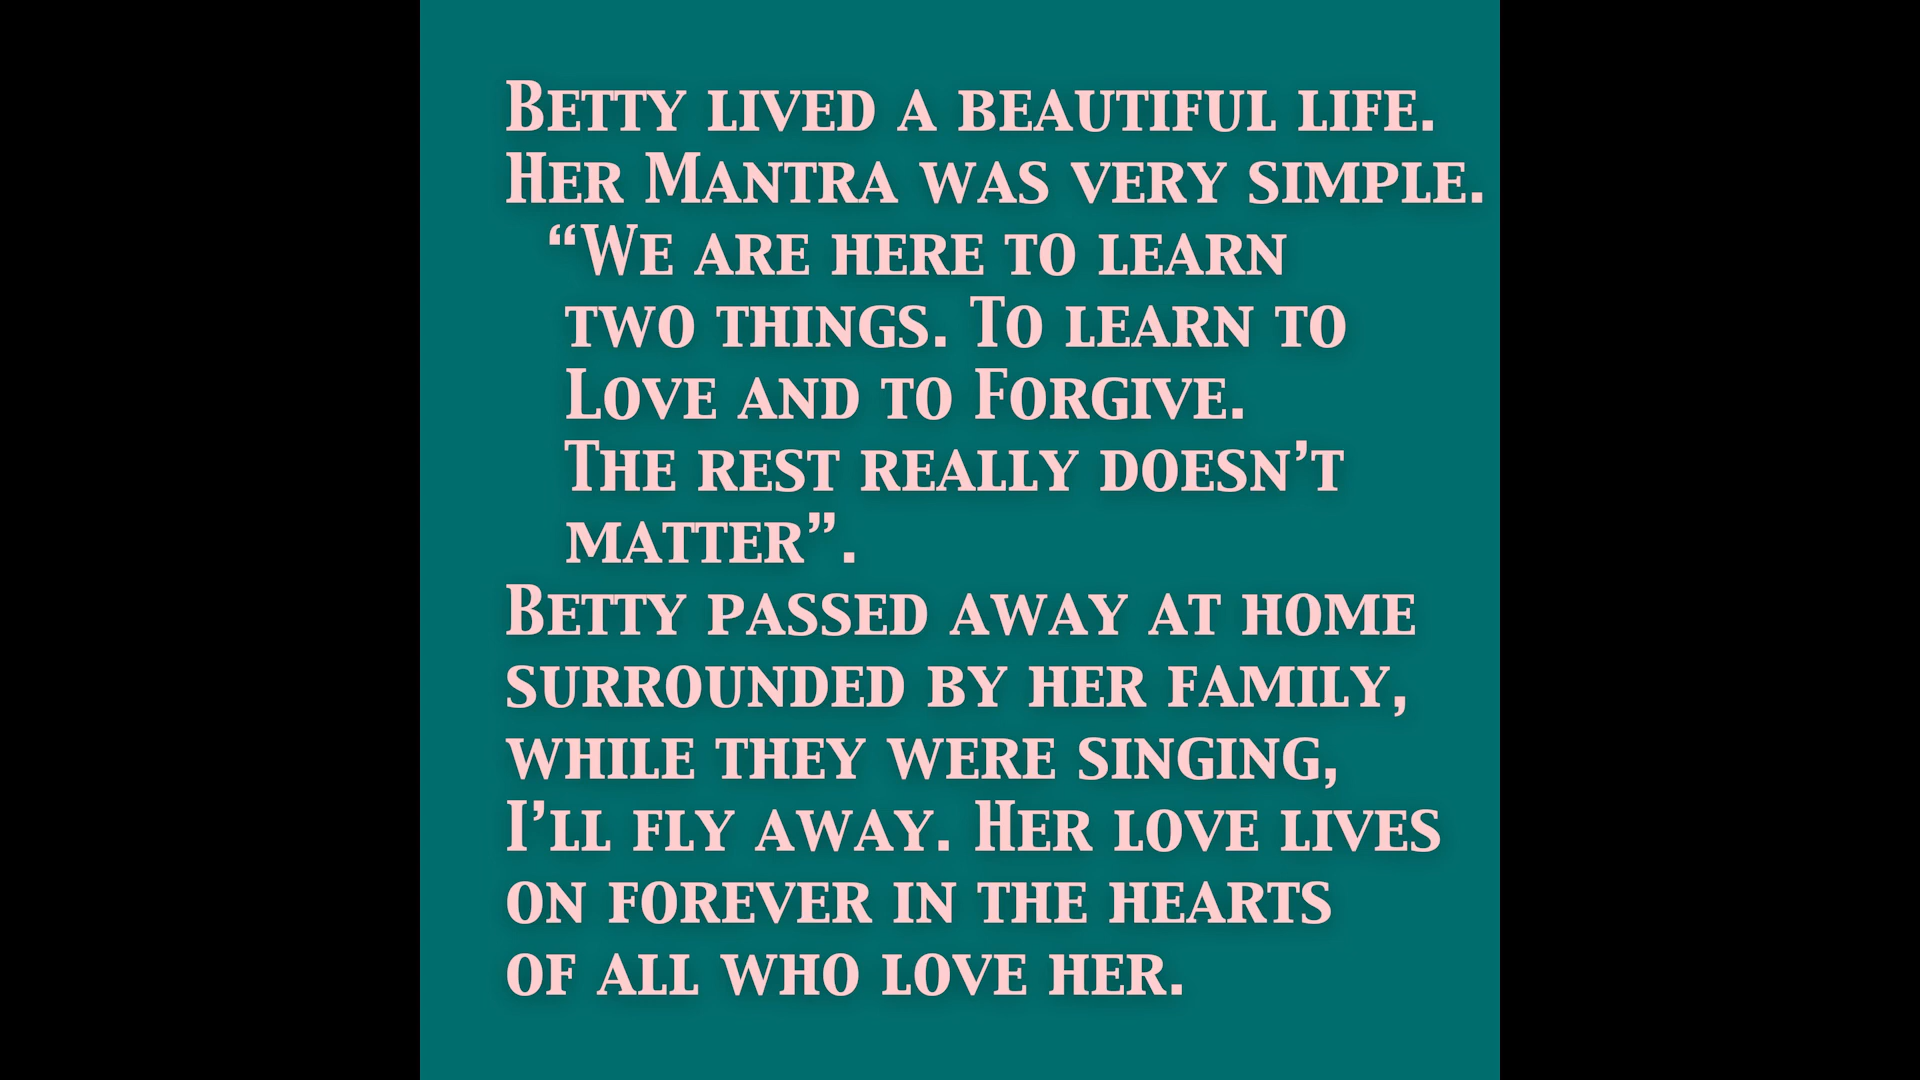 Betty lived a beautiful life.
Her Mantra was very simple.
“We are here to learn
two things. To learn to
Love and to Forgive.
The rest really doesn’t
matter”.
Betty passed away at home
surrounded by her family,
while they were singing,
I’ll fly away. Her love lives
on forever in the hearts
of all who love her.